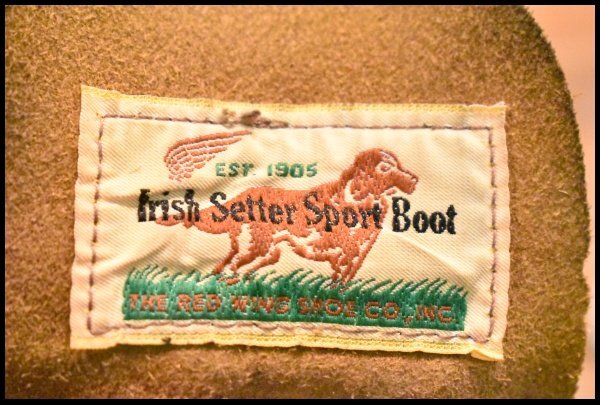 EST. 1905
Irish Setter Sport Boot
THE RED WING SHOE CO., INC.